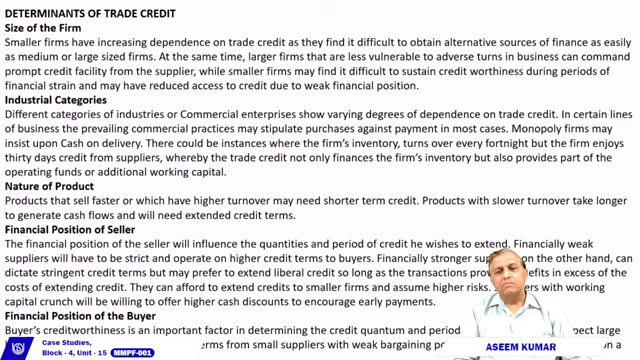 DETERMINANTS OF TRADE CREDIT
Size of the Firm
Smaller firms have increasing dependence on trade credit as they find it difficult to obtain alternative sources of finance as easily
as medium or large sized firms. At the same time, larger firms that are less vulnerable to adverse turns in business can command
prompt credit facility from the supplier, while smaller firms may find it difficult to sustain credit worthiness during periods of
financial strain and may have reduced access to credit due to weak financial position.
Industrial Categories
Different categories of industries or Commercial enterprises show varying degrees of dependence on trade credit. In certain lines
of business the prevailing commercial practices may stipulate purchases against payment in most cases. Monopoly firms may
insist upon Cash on delivery. There could be instances where the firm's inventory, turns over every fortnight but the firm enjoys
thirty days credit from suppliers, whereby the trade credit not only finances the firm's inventory but also provides part of the
operating funds or additional working capital.
Nature of Product
Products that sell faster or which have higher turnover may need shorter term credit. Products with slower turnover take longer
to generate cash flows and will need extended credit terms.
Financial Position of Seller
The financial position of the seller will influence the quantities and period of credit he wishes to extend. Financially weak
suppliers will have to be strict and operate on higher credit terms to buyers. Financially stronger on the other hand, can
dictate stringent credit terms but may prefer to extend liberal credit so long as the transactions in excess of the
costs of extending credit. They can afford to extend credits to smaller firms and assume higher risks. with working
capital crunch will be willing to offer higher cash discounts to encourage early payments.
Financial Position of the Buyer
Buyer's creditworthiness is an important factor in determining the credit quantum and period large
from small suppliers with weak bargaining on a
Case Studies,
Block - 4, Unit - 15 MMPF-001
ASEEM KUMAR